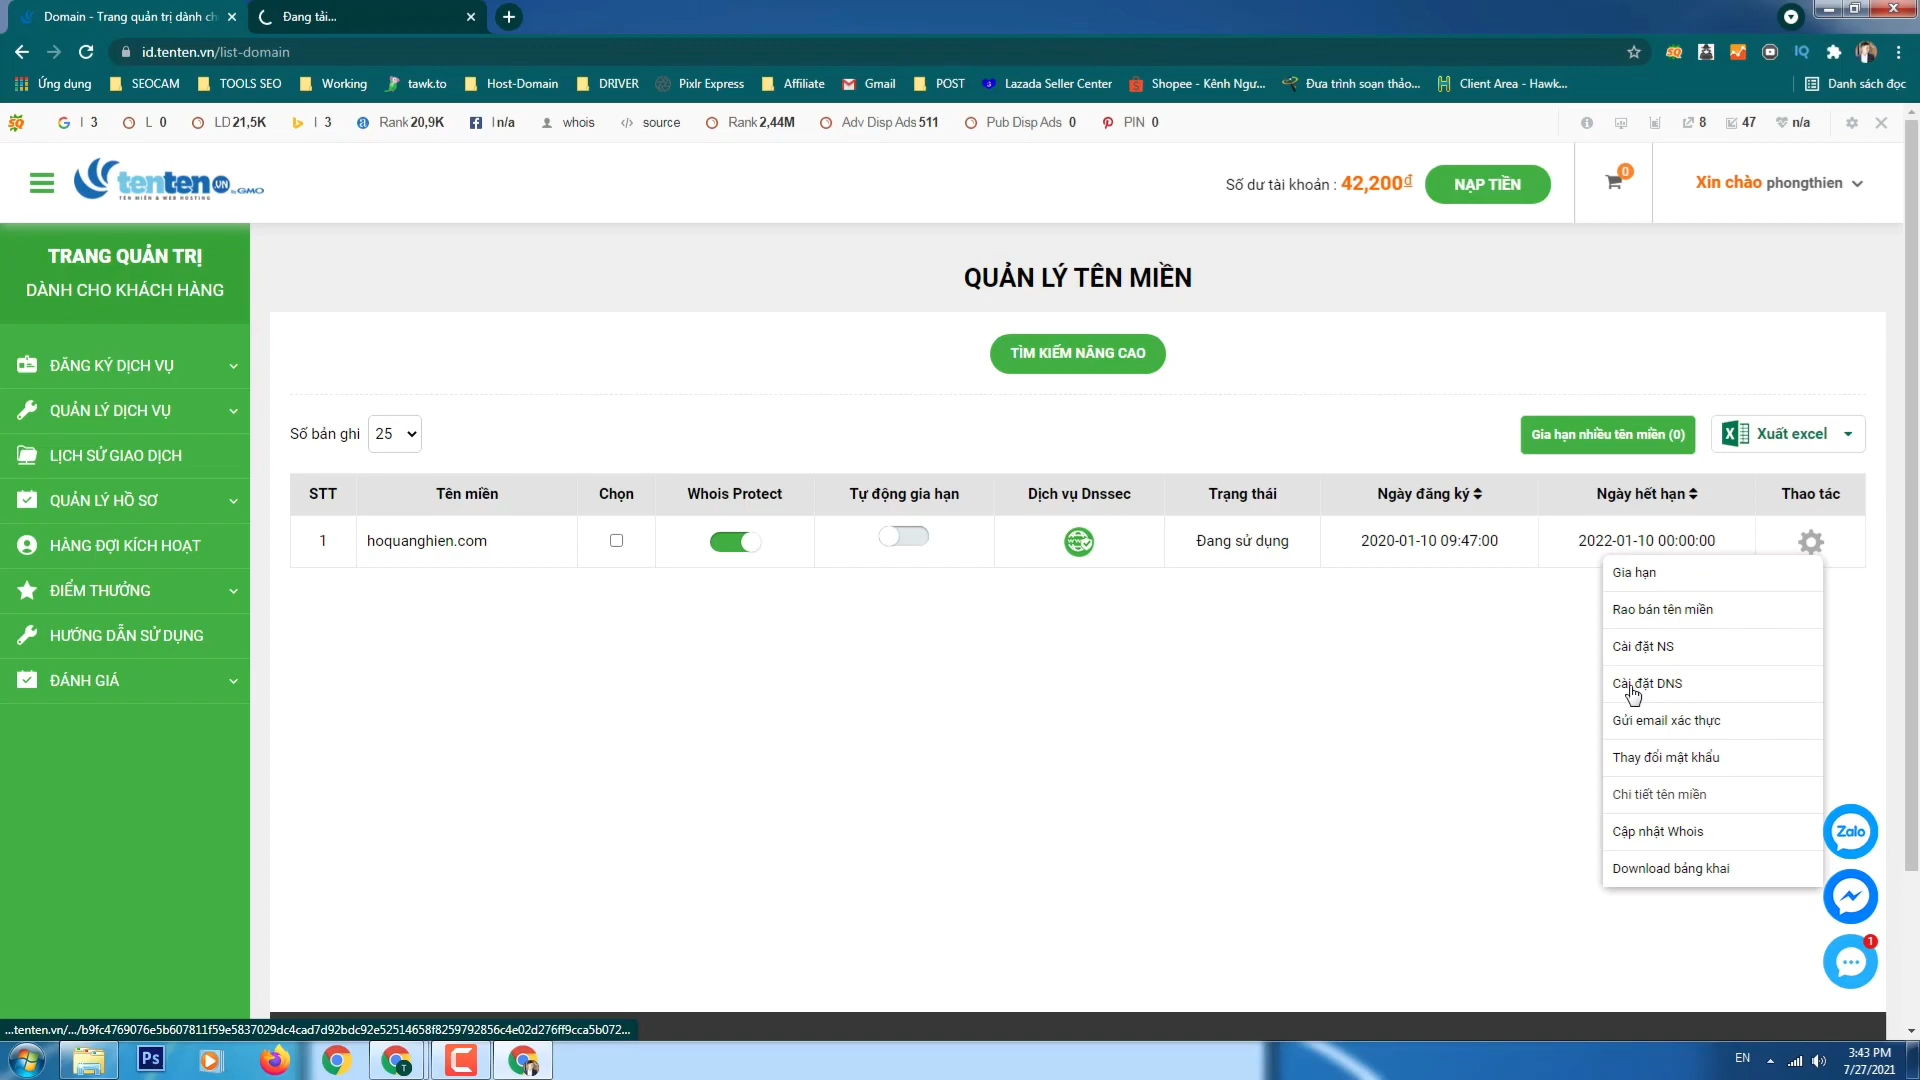 Domain - Trang quản trị dành ch
Đang tải...
id.tenten.vn/list-domain
Ứng dụng
SEOCAM
TOOLS SEO
Working
tawk.to
Host-Domain
DRIVER
Pixlr Express
Affiliate
Gmail
POST
Lazada Seller Center
Shopee - Kênh Ngư...
Đưa trình soạn thảo...
Client Area - Hawk...
Danh sách đọc
I 3
L 0
LD 21,5K
I 3
Rank 20,9K
I n/a
whois
source
Rank 2,44M
Adv Disp Ads 511
Pub Disp Ads 0
PIN 0
8
47
n/a
tenten.vn by GMO
TÊN MIỀN & WEB HOSTING
Số dư tài khoản : 42,200đ
NẠP TIỀN
0
Xin chào phongthien
TRANG QUẢN TRỊ
DÀNH CHO KHÁCH HÀNG
ĐĂNG KÝ DỊCH VỤ
QUẢN LÝ DỊCH VỤ
LỊCH SỬ GIAO DỊCH
QUẢN LÝ HỒ SƠ
HÀNG ĐỢI KÍCH HOẠT
ĐIỂM THƯỞNG
HƯỚNG DẪN SỬ DỤNG
ĐÁNH GIÁ
QUẢN LÝ TÊN MIỀN
TÌM KIẾM NÂNG CAO
Số bản ghi 25
Gia hạn nhiều tên miền (0)
Xuất excel
STT Tên miền Chọn Whois Protect Tự động gia hạn Dịch vụ Dnssec Trạng thái Ngày đăng ký Ngày hết hạn Thao tác
1 hoquanghien.com Đang sử dụng 2020-01-10 09:47:00 2022-01-10 00:00:00
Gia hạn
Rao bán tên miền
Cài đặt NS
Cài đặt DNS
Gửi email xác thực
Thay đổi mật khẩu
Chi tiết tên miền
Cập nhật Whois
Download bảng khai
Zalo
1
...tenten.vn/.../b9fc4769076e5b607811f59e5837029dc4cad7d92bdc92e52514658f8259792856c4e02d276ff9cca5b072...
Ps
T
EN
3:43 PM
7/27/2021